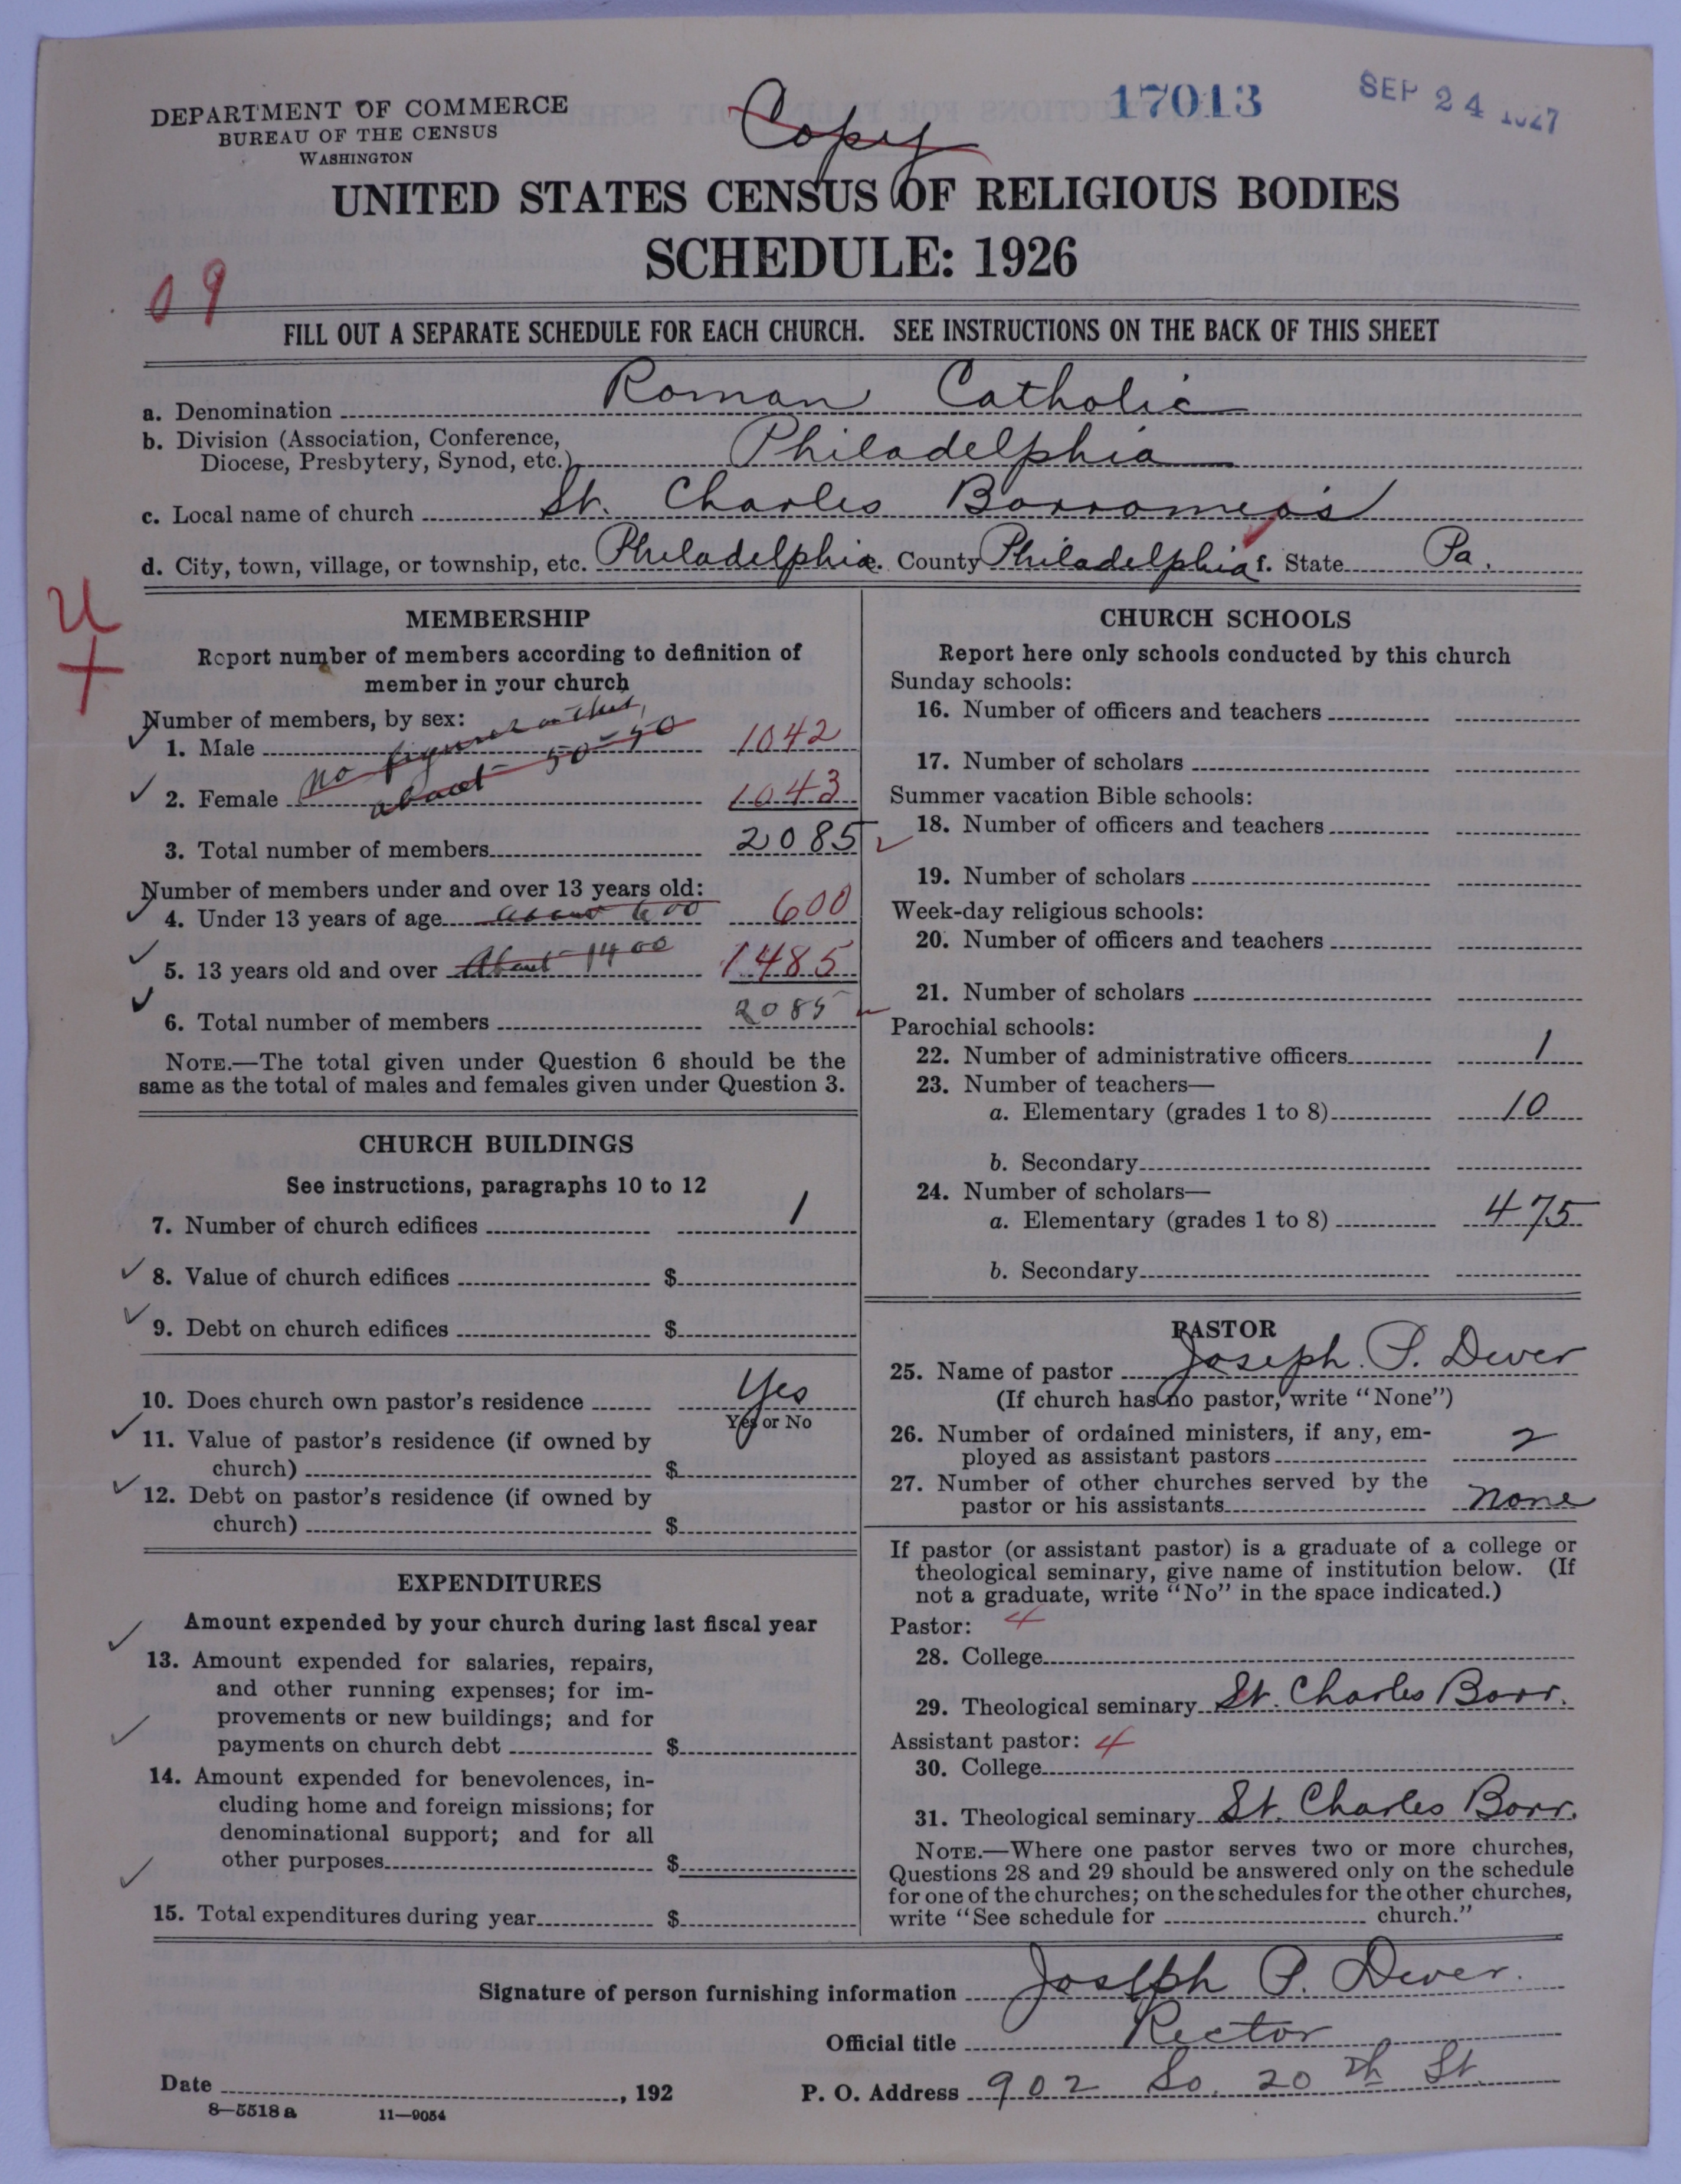 DEPARTMENT OF COMMERCE
BUREAU OF THE CENSUS
WASHINGTON
Copy
17013
SEP 24 1927
UNITED STATES CENSUS OF RELIGIOUS BODIES
SCHEDULE: 1926
09
FILL OUT A SEPARATE SCHEDULE FOR EACH CHURCH. SEE INSTRUCTIONS ON THE BACK OF THIS SHEET
a. Denomination Roman Catholic
b. Division (Association, Conference,
Diocese, Presbytery, Synod, etc.) Philadelphia
c. Local name of church St. Charles Borromeo's
d. City, town, village, or township, etc. Philadelphia e. County Philadelphia f. State Pa.
U
+
MEMBERSHIP
Report number of members according to definition of
member in your church
Number of members, by sex:
1. Male no figures on this, 1042
2. Female about 50-50 1043
3. Total number of members 2085
Number of members under and over 13 years old:
4. Under 13 years of age about 600 600
5. 13 years old and over About 1400 1485
6. Total number of members 2085
NOTE.—The total given under Question 6 should be the
same as the total of males and females given under Question 3.
CHURCH BUILDINGS
See instructions, paragraphs 10 to 12
7. Number of church edifices 1
8. Value of church edifices $
9. Debt on church edifices $
10. Does church own pastor's residence Yes
Yes or No
11. Value of pastor's residence (if owned by
church) $
12. Debt on pastor's residence (if owned by
church) $
EXPENDITURES
Amount expended by your church during last fiscal year
13. Amount expended for salaries, repairs,
and other running expenses; for im-
provements or new buildings; and for
payments on church debt $
14. Amount expended for benevolences, in-
cluding home and foreign missions; for
denominational support; and for all
other purposes $
15. Total expenditures during year $
CHURCH SCHOOLS
Report here only schools conducted by this church
Sunday schools:
16. Number of officers and teachers
17. Number of scholars
Summer vacation Bible schools:
18. Number of officers and teachers
19. Number of scholars
Week-day religious schools:
20. Number of officers and teachers
21. Number of scholars
Parochial schools:
22. Number of administrative officers 1
23. Number of teachers—
a. Elementary (grades 1 to 8) 10
b. Secondary
24. Number of scholars—
a. Elementary (grades 1 to 8) 475
b. Secondary
PASTOR
25. Name of pastor Joseph. P. Dever
(If church has no pastor, write "None")
26. Number of ordained ministers, if any, em-
ployed as assistant pastors 2
27. Number of other churches served by the
pastor or his assistants none
If pastor (or assistant pastor) is a graduate of a college or
theological seminary, give name of institution below. (If
not a graduate, write "No" in the space indicated.)
Pastor: 4
28. College
29. Theological seminary St. Charles Borr.
Assistant pastor: 4
30. College
31. Theological seminary St. Charles Borr.
NOTE.—Where one pastor serves two or more churches,
Questions 28 and 29 should be answered only on the schedule
for one of the churches; on the schedules for the other churches,
write "See schedule for church."
Signature of person furnishing information Joseph P. Dever.
Official title Rector
Date , 192
P. O. Address 902 So. 20th St.
8—5518 a 11—9054